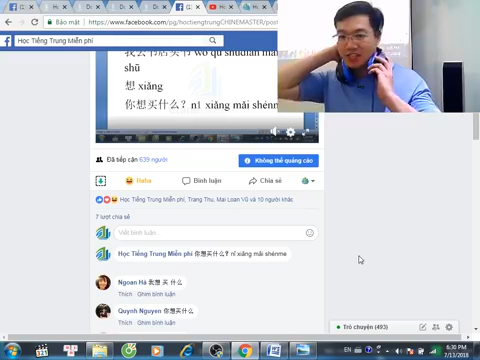 Bảo mật
https://www.facebook.com/pg/hoctiengtrungCHINEMASTER/post
Học Tiếng Trung Miễn phí
我去书店买书 wǒ qù shūdiàn mǎi
shū
想 xiǎng
你想买什么？nǐ xiǎng mǎi shénme
Đã tiếp cận 639 người
Không thể quảng cáo
Haha
Bình luận
Chia sẻ
Học Tiếng Trung Miễn phí, Trang Thu, Mai Loan Vũ và 10 người khác
7 lượt chia sẻ
Viết bình luận...
Học Tiếng Trung Miễn phí 你想买什么？nǐ xiǎng mǎi shénme
Ngoan Há 我想 买 什么
Thích · Ghim bình luận
Quynh Nguyen 你想买什么
Thích · Ghim bình luận
Trò chuyện (493)
6:30 PM
7/13/2018